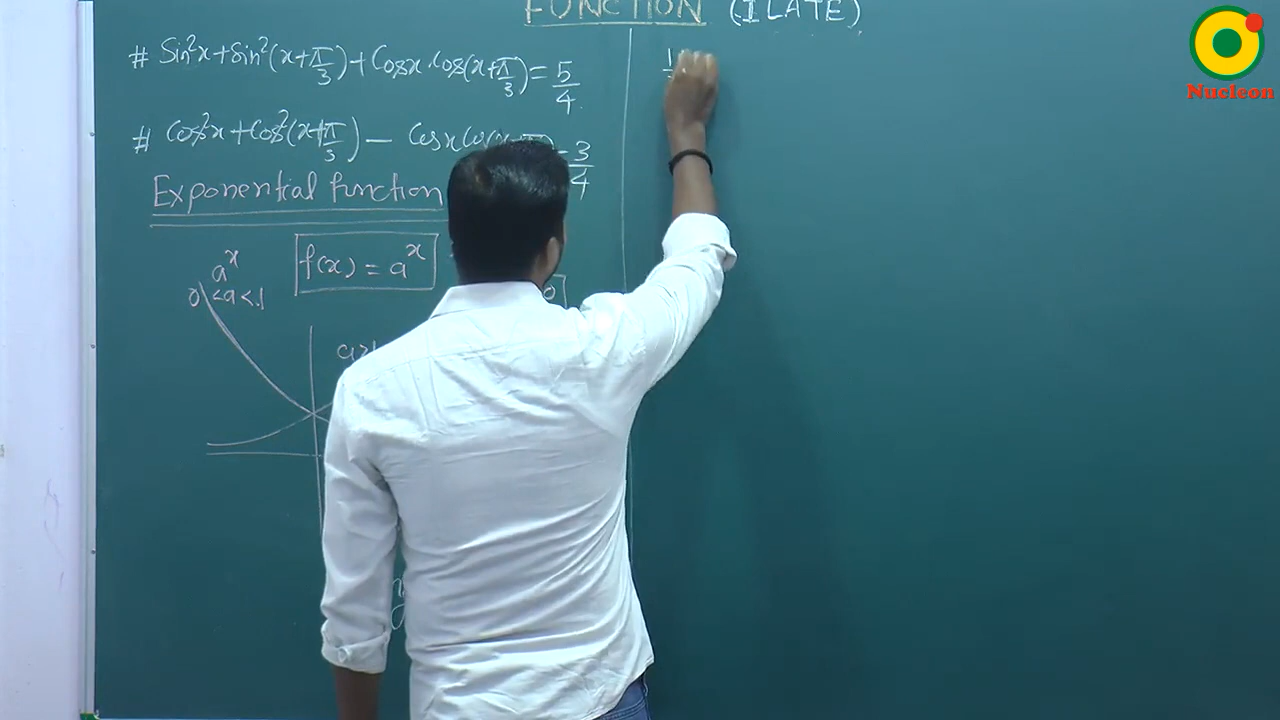 FUNCTION (ILATE)
# Sin²x + Sin²(x+π/3) + Cosx.Cos(x+π/3) = 5/4
# Cos²x + Cos²(x+π/3) – Cosx = 3/4
Exponential function
f(x) = a^x
a^x
0<a<1
Nucleon